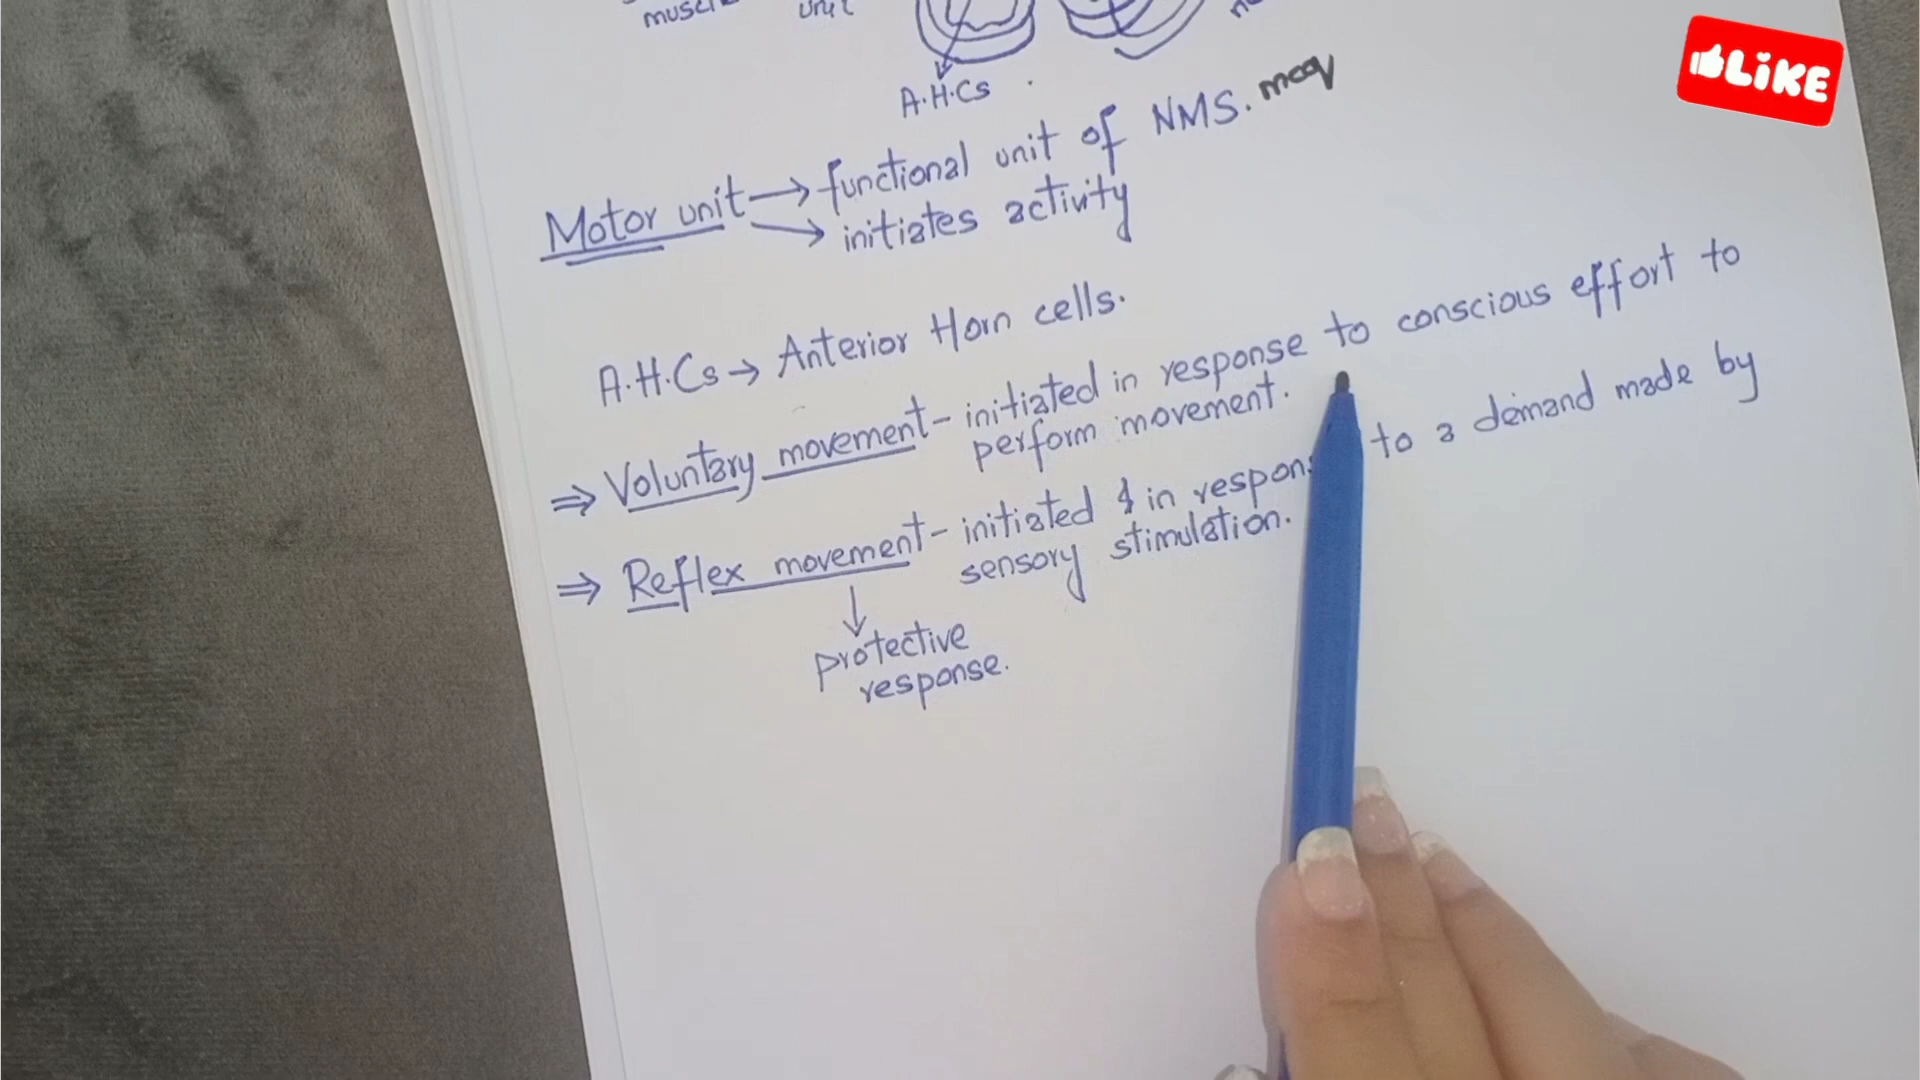 unit
A.H.Cs
Motor unit → functional unit of NMS. mcq
→ initiates activity
A.H.Cs → Anterior Horn cells.
⇒ Voluntary movement - initiated in response to conscious effort to
perform movement.
⇒ Reflex movement - initiated & in to a demand made by
sensory stimulation.
↓
protective
response.
LiKE